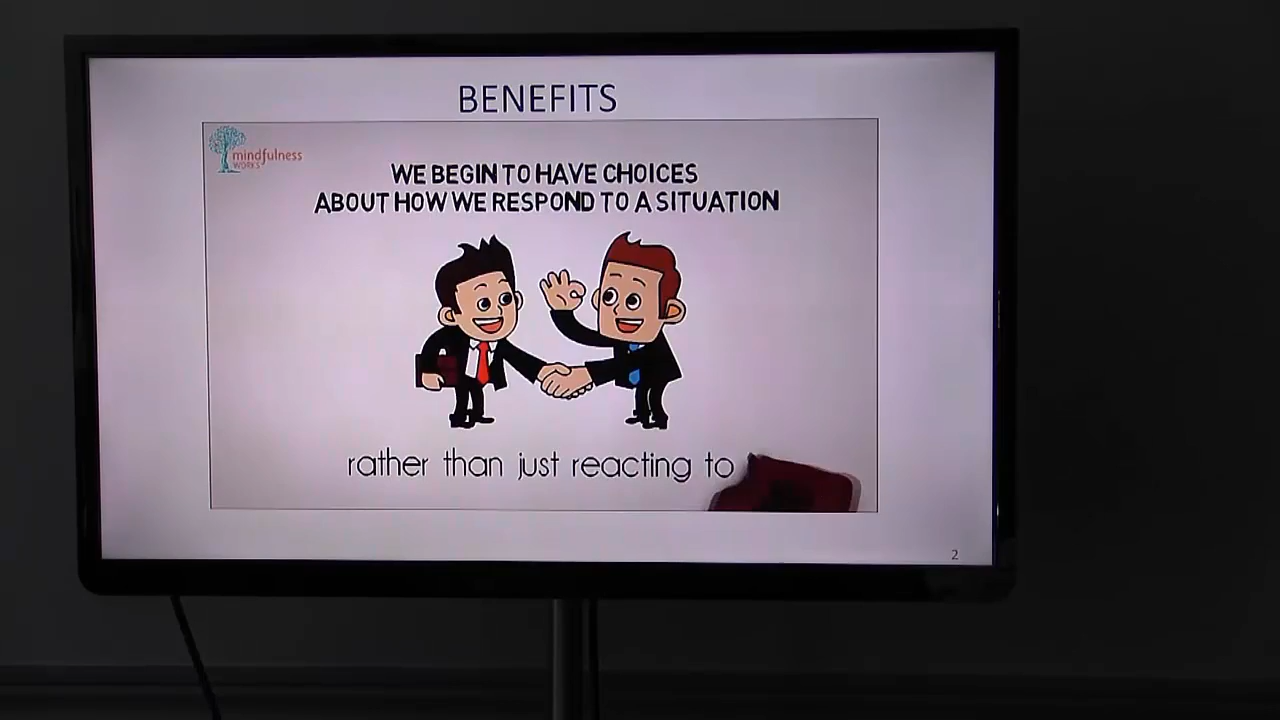 BENEFITS
mindfulness
WORKS
WE BEGIN TO HAVE CHOICES
ABOUT HOW WE RESPOND TO A SITUATION
rather than just reacting to
2